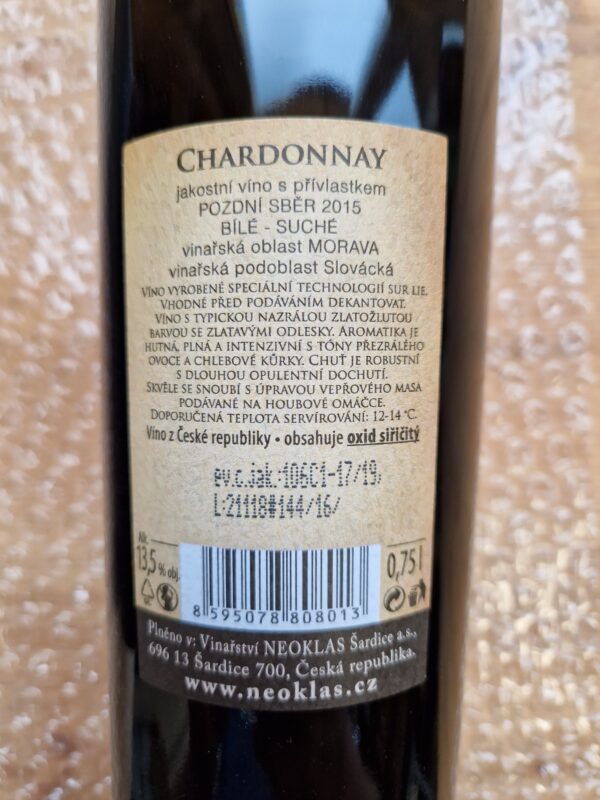 CHARDONNAY
jakostní víno s přívlastkem
POZDNÍ SBĚR 2015
BÍLÉ - SUCHÉ
vinařská oblast MORAVA
vinařská podoblast Slovácká
VÍNO VYROBENÉ SPECIÁLNÍ TECHNOLOGIÍ SUR LIE.
VHODNÉ PŘED PODÁVÁNÍM DEKANTOVAT.
VÍNO S TYPICKOU NAZRÁLOU ZLATOŽLUTOU
BARVOU SE ZLATAVÝMI ODLESKY. AROMATIKA JE
HUTNÁ, PLNÁ A INTENZIVNÍ S TÓNY PŘEZRÁLÉHO
OVOCE A CHLEBOVÉ KŮRKY. CHUŤ JE ROBUSTNÍ
S DLOUHOU OPULENTNÍ DOCHUTÍ.
SKVĚLE SE SNOUBÍ S ÚPRAVOU VEPŘOVÉHO MASA
PODÁVANÉ NA HOUBOVÉ OMÁČCE.
DOPORUČENÁ TEPLOTA SERVÍROVÁNÍ: 12-14 °C.
Víno z České republiky • obsahuje oxid siřičitý
ev.č.jak.:106C1-17/19,
L:21118#144/16/
Alc.
13,5 % obj.
0,75 l
8 595078 808013
Plněno v: Vinařství NEOKLAS Šardice a.s.,
696 13 Šardice 700, Česká republika.
www.neoklas.cz